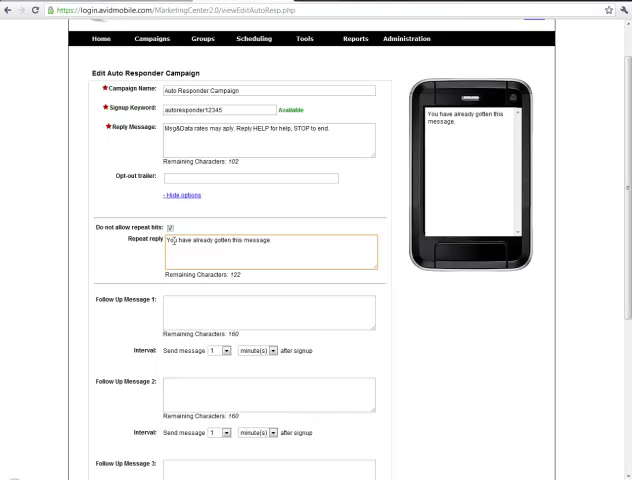 https://login.avidmobile.com/MarketingCenter2.0/viewEditAutoResp.php
Home Campaigns Groups Scheduling Tools Reports Administration
Edit Auto Responder Campaign
Campaign Name: Auto Responder Campaign
Signup Keyword: autoresponder12345 Available
Reply Message: Msg&Data rates may aply. Reply HELP for help, STOP to end.
Remaining Characters: 102
Opt-out trailer:
- Hide options
Do not allow repeat hits:
Repeat reply You have already gotten this message.
Remaining Characters: 122
Follow Up Message 1:
Remaining Characters: 160
Interval: Send message 1 minute(s) after signup
Follow Up Message 2:
Remaining Characters: 160
Interval: Send message 1 minute(s) after signup
Follow Up Message 3:
You have already gotten this
message.